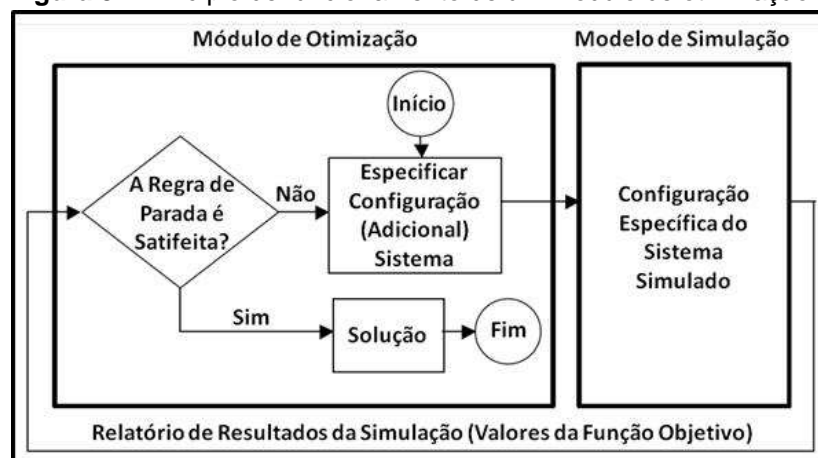 Módulo de Otimização
Modelo de Simulação
Início
A Regra de
Parada é
Satifeita?
Não
Especificar
Configuração
(Adicional)
Sistema
Configuração
Específica do
Sistema
Simulado
Sim
Solução
Fim
Relatório de Resultados da Simulação (Valores da Função Objetivo)